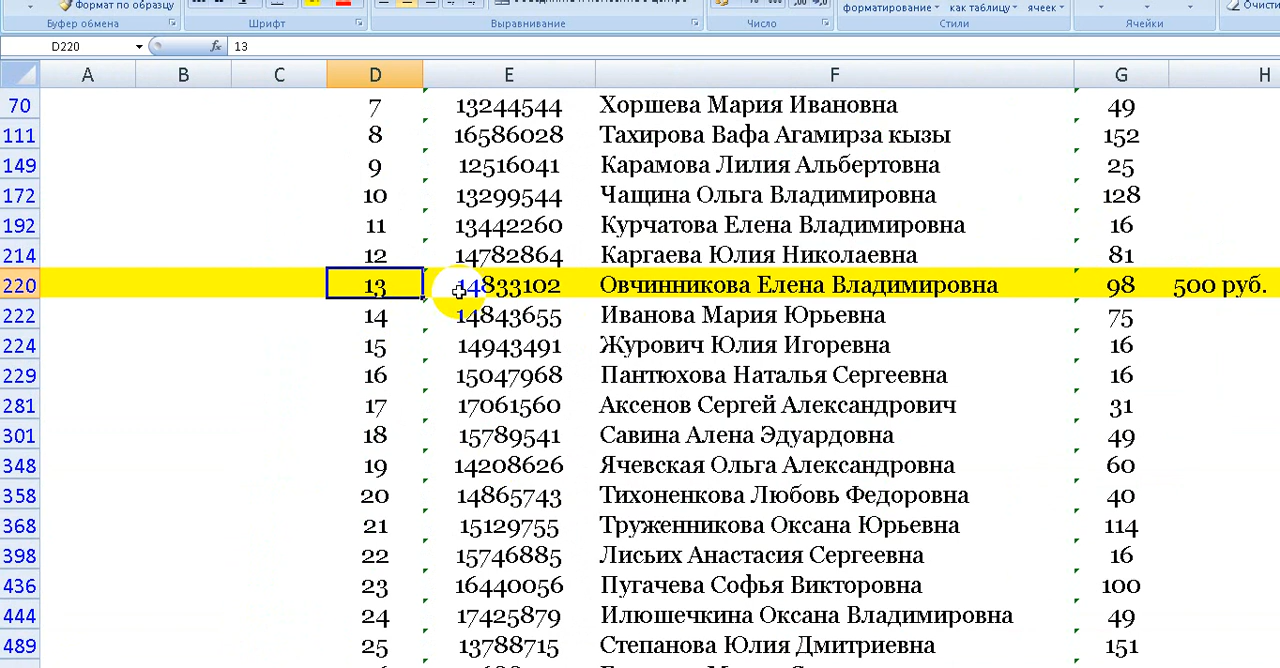 Формат по образцу
форматирование как таблицу ячеек
Буфер обмена Шрифт Выравнивание Число Стили Ячейки
D220 fx 13
A B C D E F G H
70 7 13244544 Хоршева Мария Ивановна 49
111 8 16586028 Тахирова Вафа Агамирза кызы 152
149 9 12516041 Карамова Лилия Альбертовна 25
172 10 13299544 Чащина Ольга Владимировна 128
192 11 13442260 Курчатова Елена Владимировна 16
214 12 14782864 Каргаева Юлия Николаевна 81
220 13 14833102 Овчинникова Елена Владимировна 98 500 руб.
222 14 14843655 Иванова Мария Юрьевна 75
224 15 14943491 Журович Юлия Игоревна 16
229 16 15047968 Пантюхова Наталья Сергеевна 16
281 17 17061560 Аксенов Сергей Александрович 31
301 18 15789541 Савина Алена Эдуардовна 49
348 19 14208626 Ячевская Ольга Александровна 60
358 20 14865743 Тихоненкова Любовь Федоровна 40
368 21 15129755 Труженникова Оксана Юрьевна 114
398 22 15746885 Лисьих Анастасия Сергеевна 16
436 23 16440056 Пугачева Софья Викторовна 100
444 24 17425879 Илюшечкина Оксана Владимировна 49
489 25 13788715 Степанова Юлия Дмитриевна 151